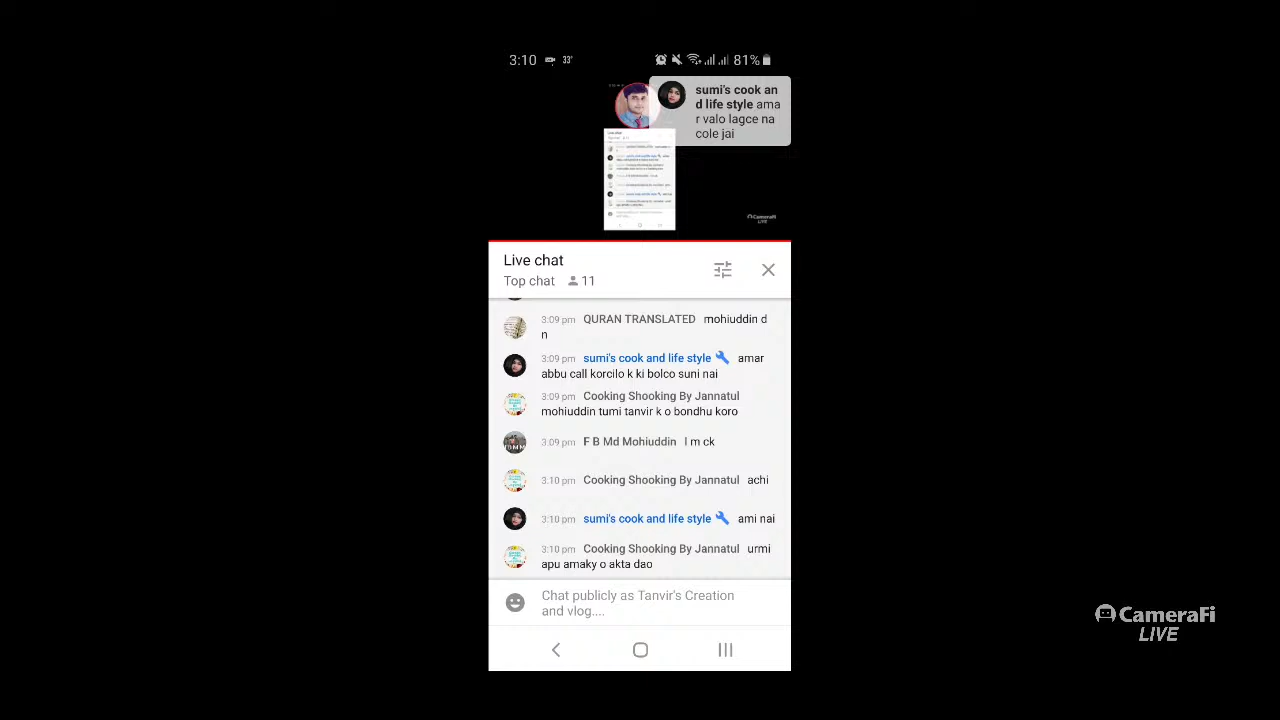 3:10 33° 81%
sumi's cook an
d life style ama
r valo lagce na
cole jai
CameraFi
LIVE
Live chat
Top chat 11
3:09 pm QURAN TRANSLATED mohiuddin d
n
3:09 pm sumi's cook and life style amar
abbu call korcilo k ki bolco suni nai
3:09 pm Cooking Shooking By Jannatul
mohiuddin tumi tanvir k o bondhu koro
3:09 pm F B Md Mohiuddin I m ck
3:10 pm Cooking Shooking By Jannatul achi
3:10 pm sumi's cook and life style ami nai
3:10 pm Cooking Shooking By Jannatul urmi
apu amaky o akta dao
Chat publicly as Tanvir's Creation
and vlog....
CameraFi
LIVE